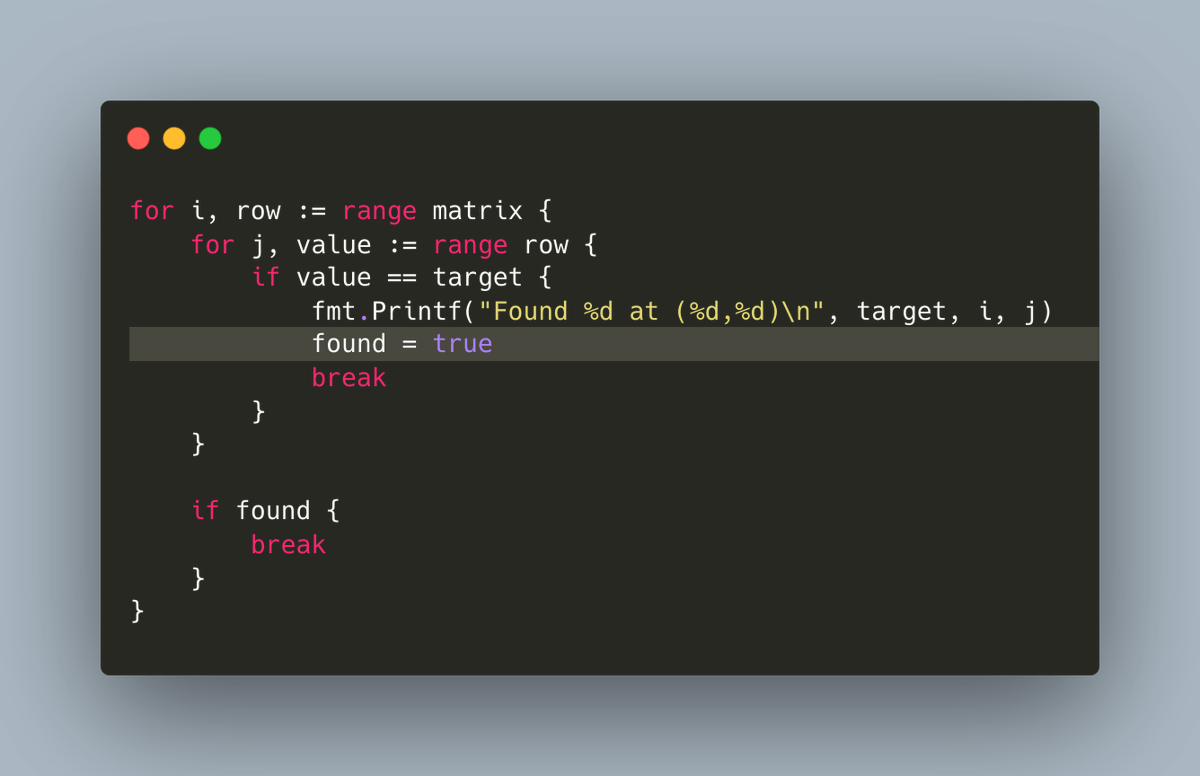 for i, row := range matrix {
    for j, value := range row {
        if value == target {
            fmt.Printf("Found %d at (%d,%d)\n", target, i, j)
            found = true
            break
        }
    }

    if found {
        break
    }
}